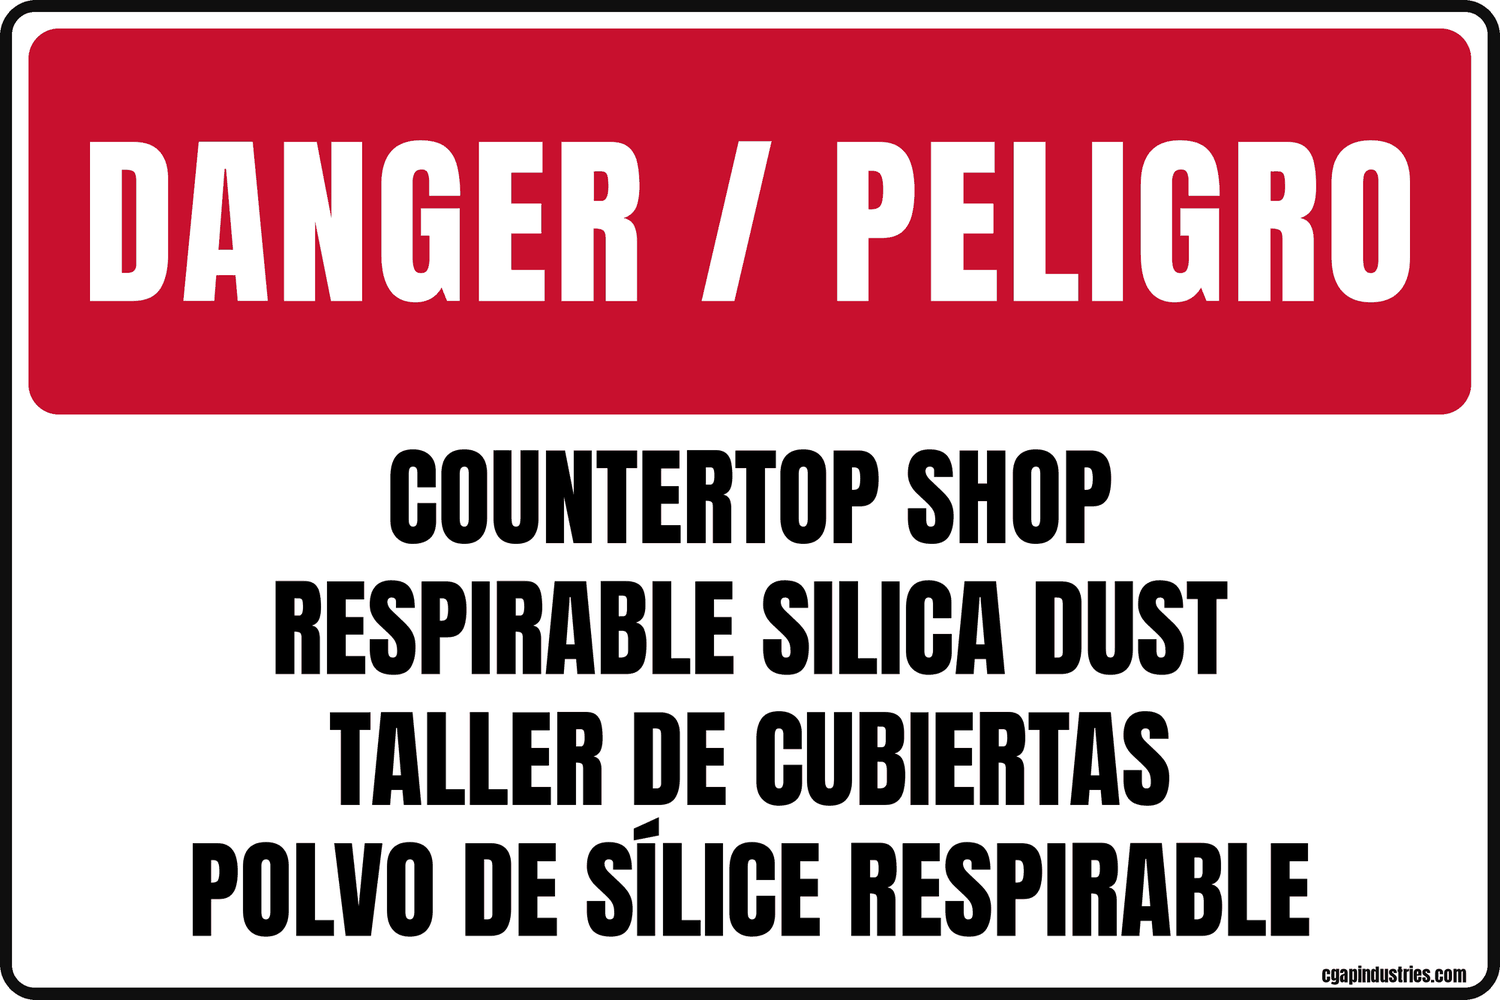 DANGER / PELIGRO
COUNTERTOP SHOP
RESPIRABLE SILICA DUST
TALLER DE CUBIERTAS
POLVO DE SÍLICE RESPIRABLE
cgapindustries.com